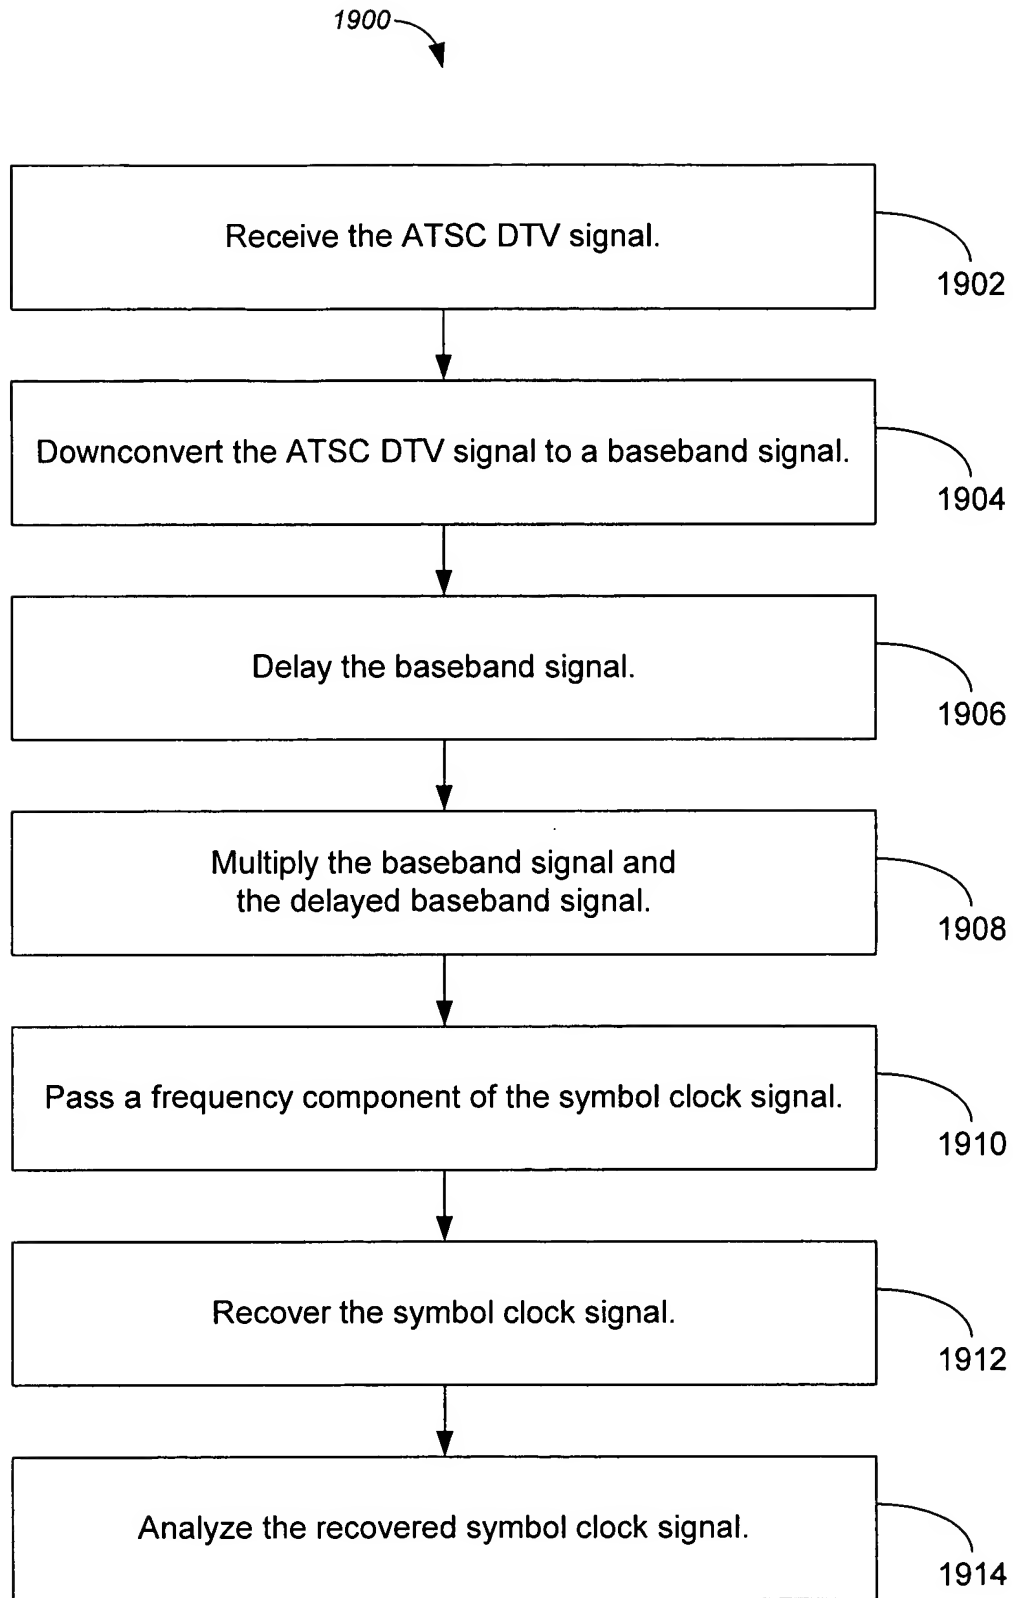 1900
Receive the ATSC DTV signal.
1902
Downconvert the ATSC DTV signal to a baseband signal.
1904
Delay the baseband signal.
1906
Multiply the baseband signal and
the delayed baseband signal.
1908
Pass a frequency component of the symbol clock signal.
1910
Recover the symbol clock signal.
1912
Analyze the recovered symbol clock signal.
1914